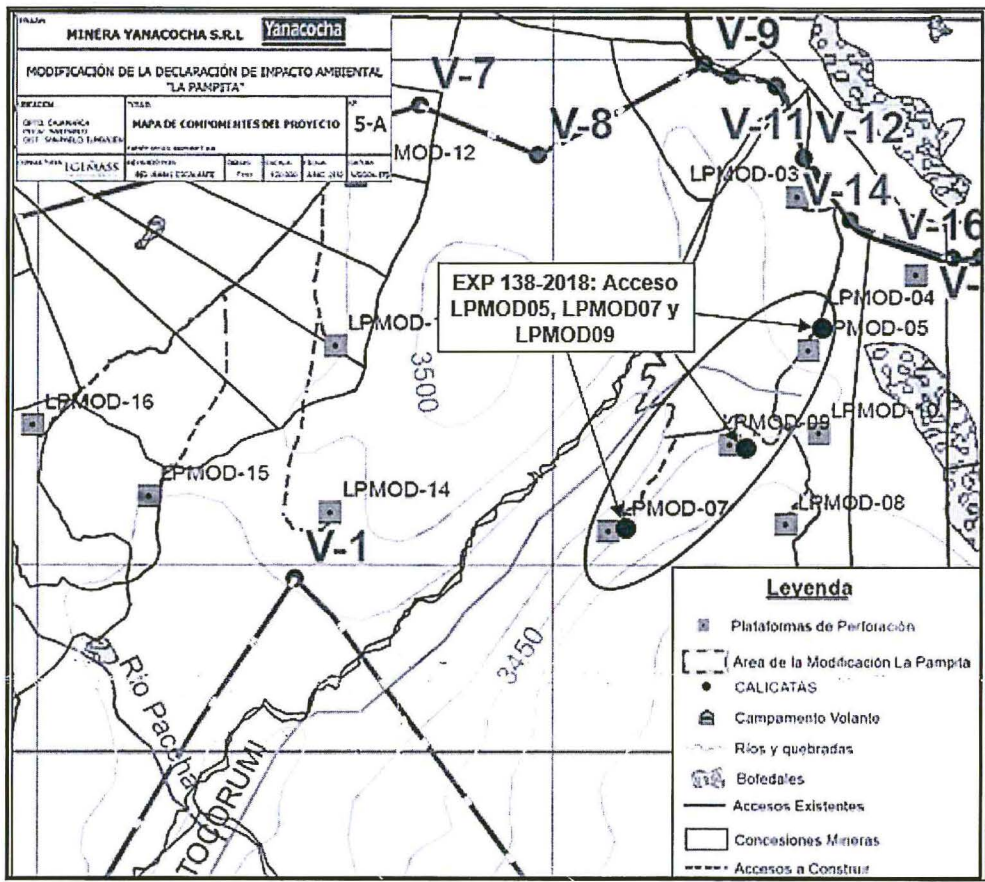 MINERA YANACOCHA S.R.L
Yanacocha
MODIFICACIÓN DE LA DECLARACIÓN DE IMPACTO AMBIENTAL
"LA PAMPITA"
MAPA DE COMPONENTES DEL PROYECTO
5-A
V-7
V-8
V-9
V-11
V-12
V-14
V-16
V-
MOD-12
LPMOD-03
EXP 138-2018: Acceso
LPMOD05, LPMOD07 y
LPMOD09
LPMOD-04
PMOD-05
LPMOD-
3500
LPMOD-16
LPMOD-09
LPMOD-10
LPMOD-15
LPMOD-14
LPMOD-07
LPMOD-08
V-1
3450
Río Paccha
TOCORUMI
Leyenda
Plataformas de Perforación
Area de la Modificación La Pampita
CALICATAS
Campamento Volante
Ríos y quebradas
Bofedales
Accesos Existentes
Concesiones Mineras
Accesos a Construir